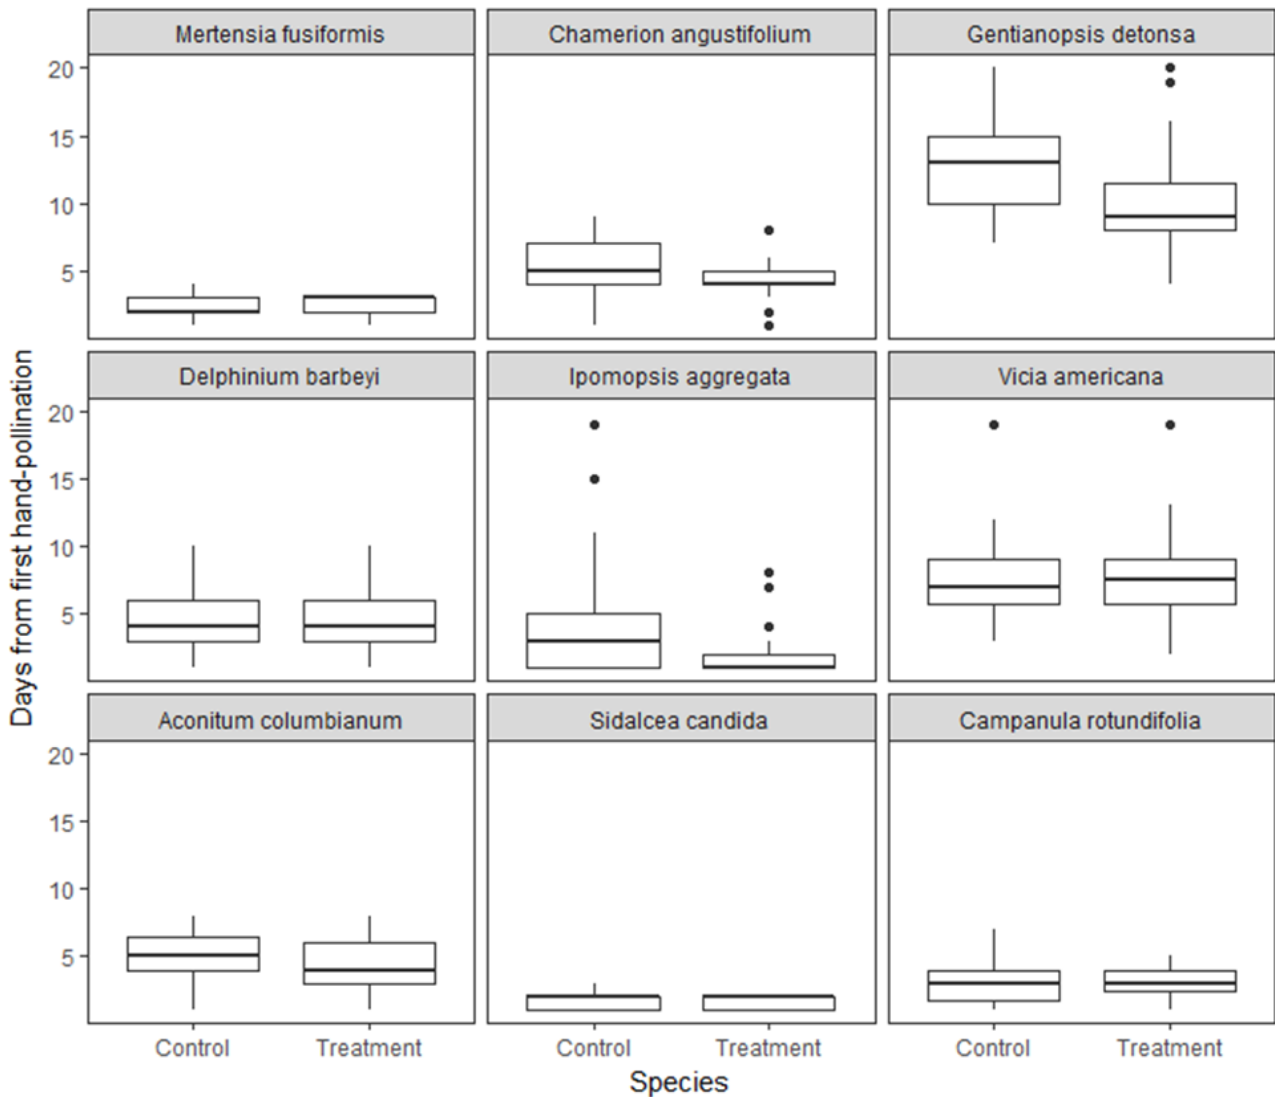 Mertensia fusiformis
Chamerion angustifolium
Gentianopsis detonsa
20
15
10
5
Delphinium barbeyi
Ipomopsis aggregata
Vicia americana
20
15
10
5
Aconitum columbianum
Sidalcea candida
Campanula rotundifolia
20
15
10
5
Days from first hand-pollination
Control
Treatment
Control
Treatment
Control
Treatment
Species